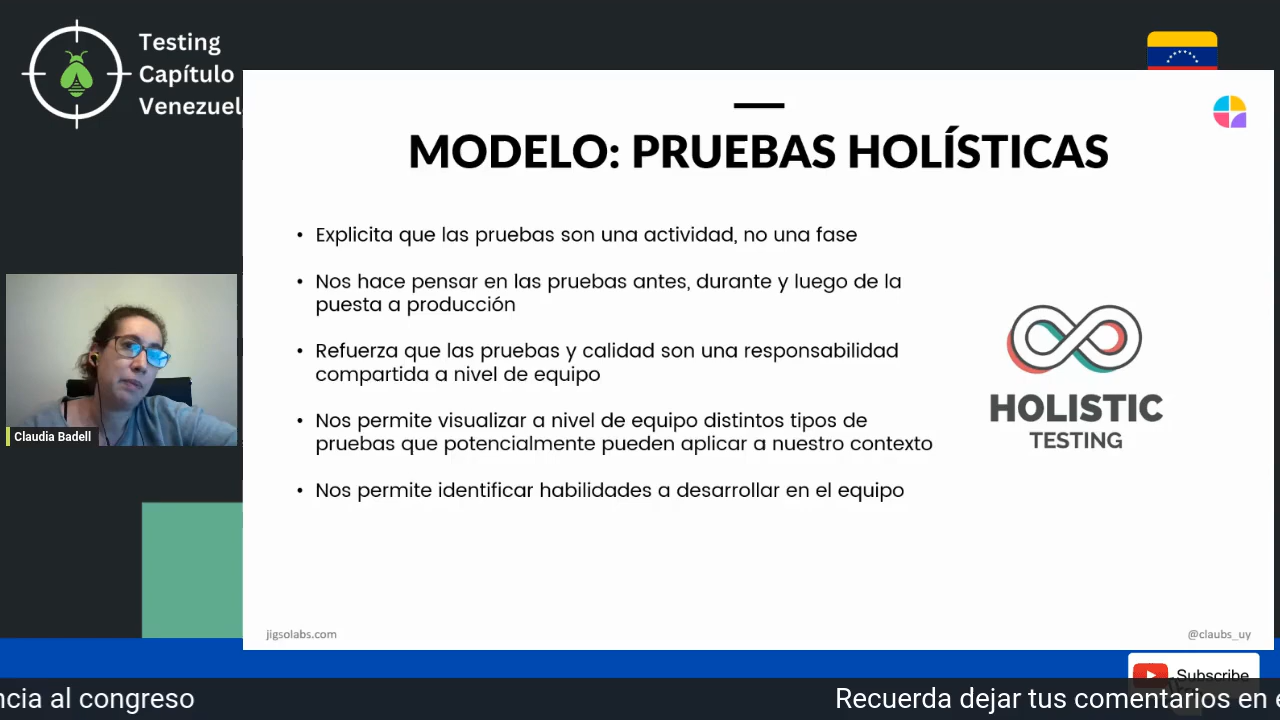 Testing
Capítulo
Venezuel
MODELO: PRUEBAS HOLÍSTICAS
• Explicita que las pruebas son una actividad, no una fase
• Nos hace pensar en las pruebas antes, durante y luego de la
puesta a producción
• Refuerza que las pruebas y calidad son una responsabilidad
compartida a nivel de equipo
• Nos permite visualizar a nivel de equipo distintos tipos de
pruebas que potencialmente pueden aplicar a nuestro contexto
• Nos permite identificar habilidades a desarrollar en el equipo
HOLISTIC
TESTING
Claudia Badell
jigsolabs.com
@claubs_uy
Subscribe
ncia al congreso
Recuerda dejar tus comentarios en e